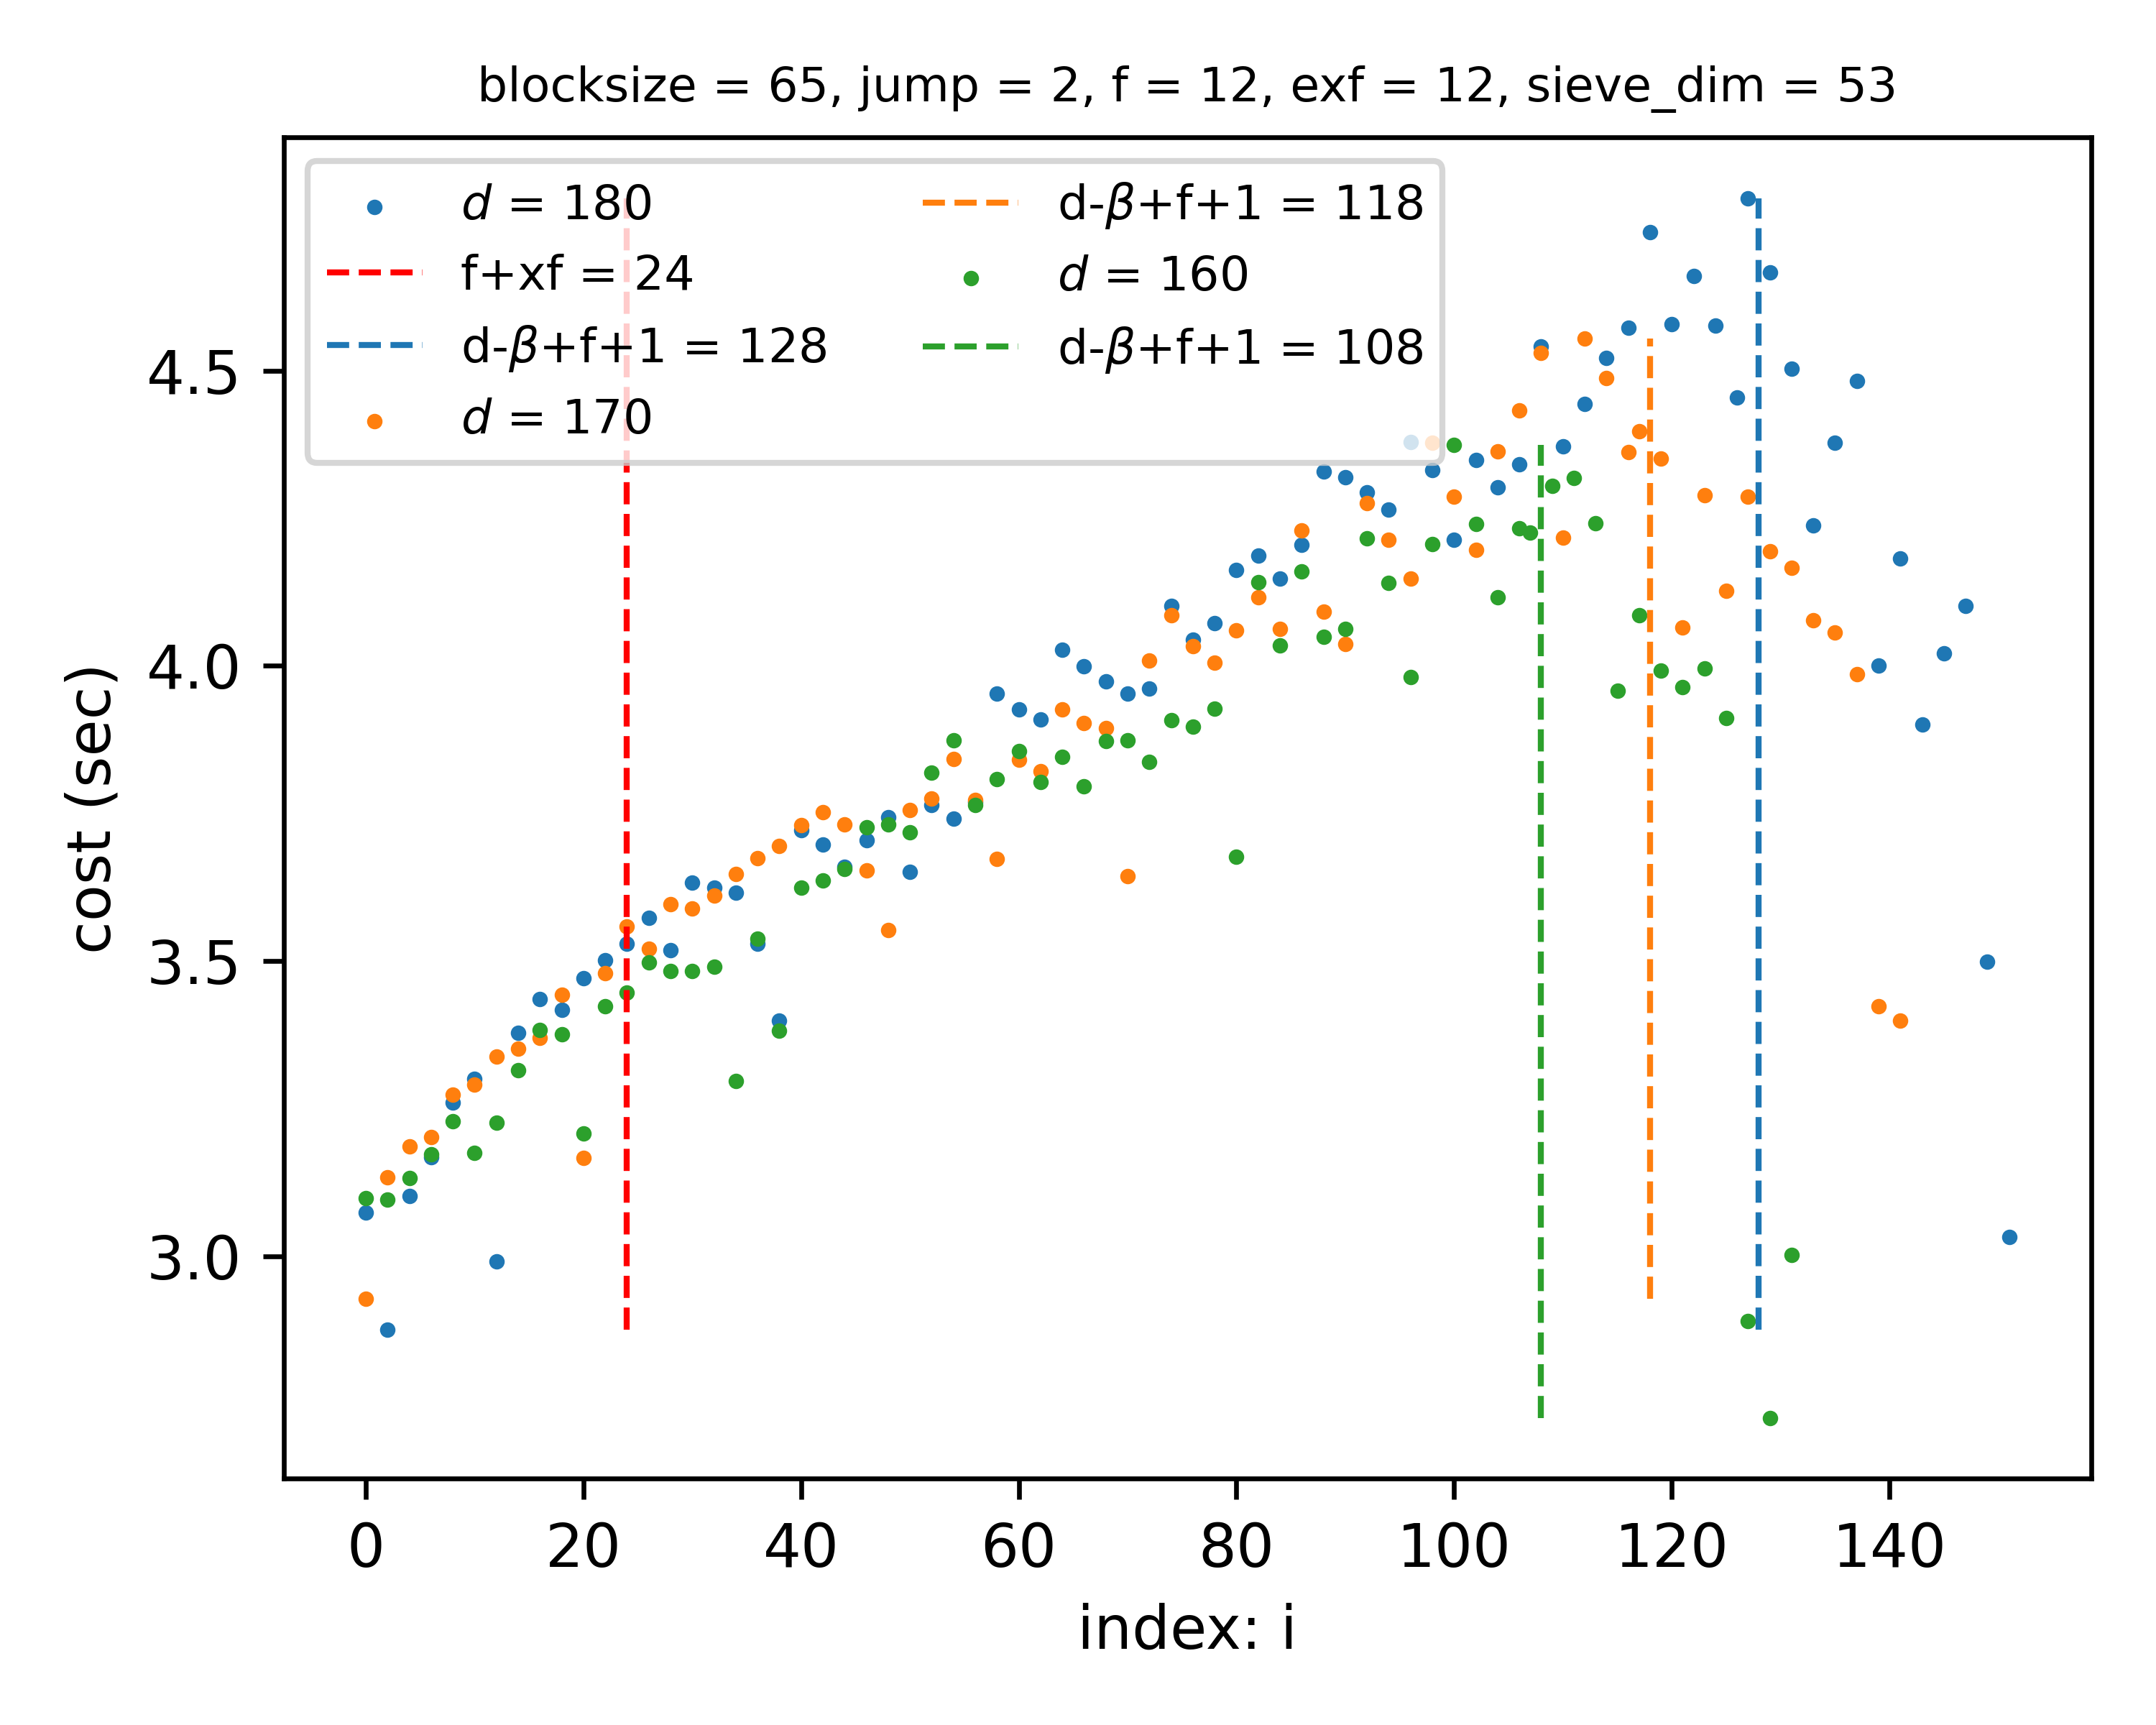 blocksize = 65, jump = 2, f = 12, exf = 12, sieve_dim = 53
d = 180
f+xf = 24
d-β+f+1 = 128
d = 170
d-β+f+1 = 118
d = 160
d-β+f+1 = 108
cost (sec)
4.5
4.0
3.5
3.0
0 20 40 60 80 100 120 140
index: i